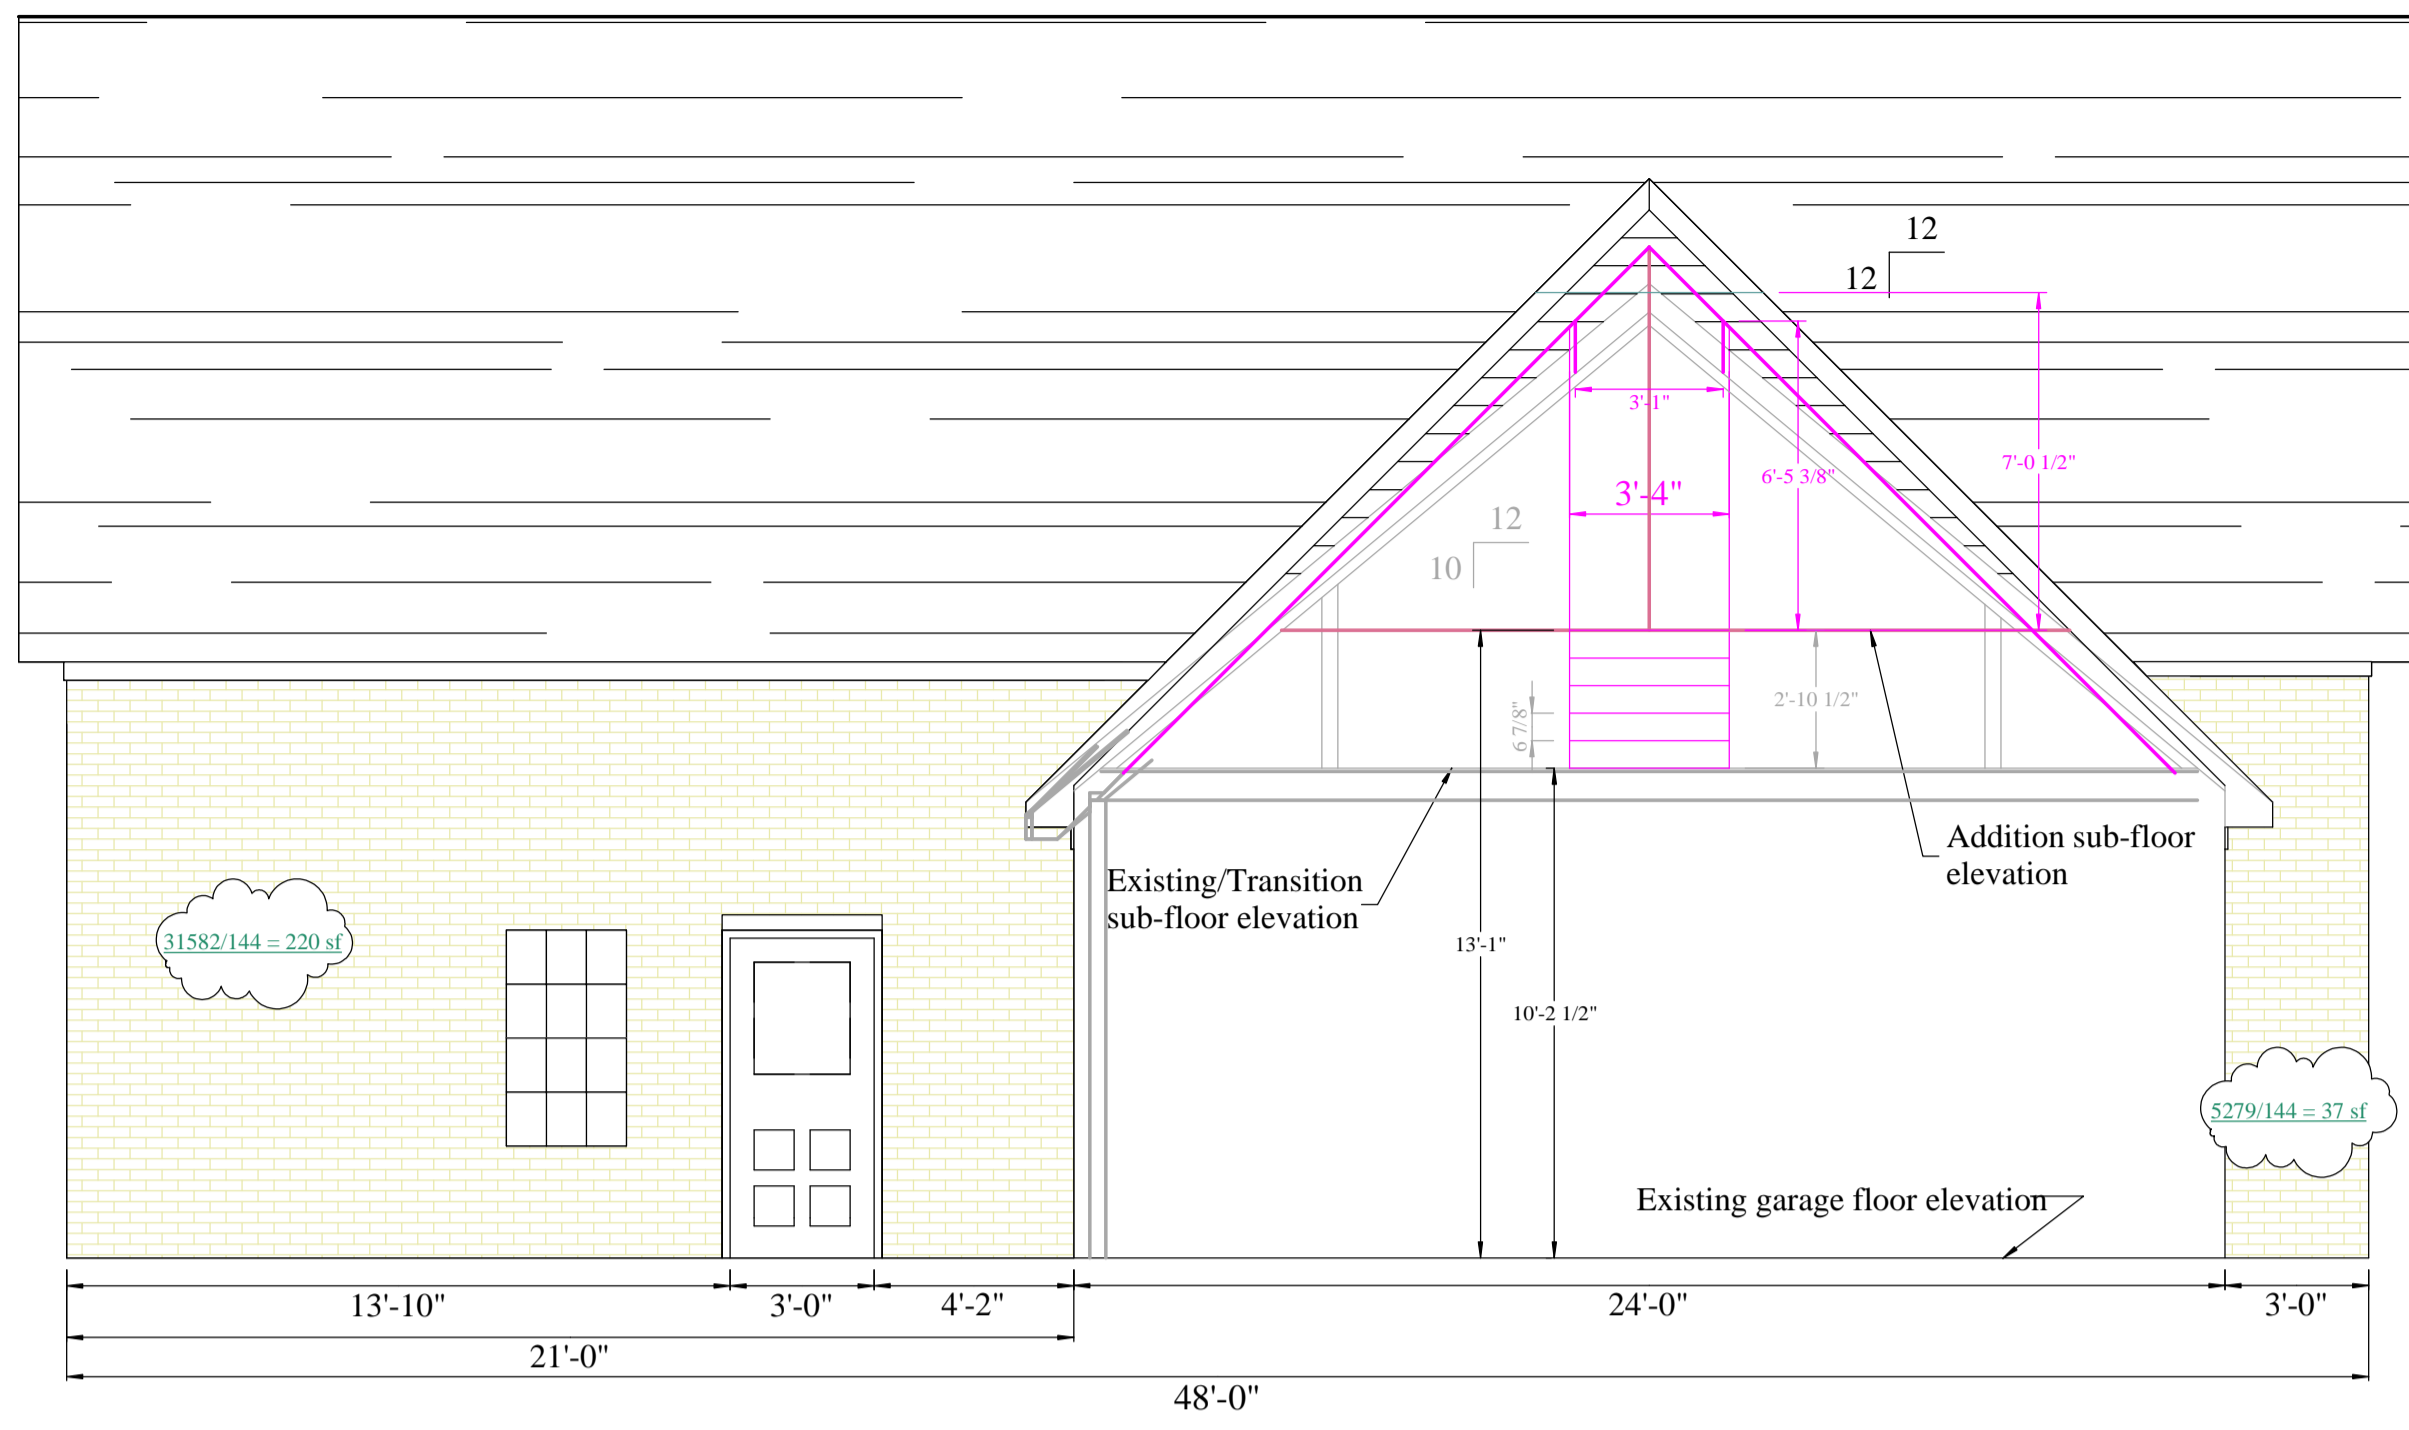 12
12
3'-1"
7'-0 1/2"
6'-5 3/8"
3'-4"
12
10
2'-10 1/2"
6 7/8"
Addition sub-floor
elevation
Existing/Transition
sub-floor elevation
31582/144 = 220 sf
13'-1"
10'-2 1/2"
5279/144 = 37 sf
Existing garage floor elevation
13'-10"
3'-0"
4'-2"
24'-0"
3'-0"
21'-0"
48'-0"